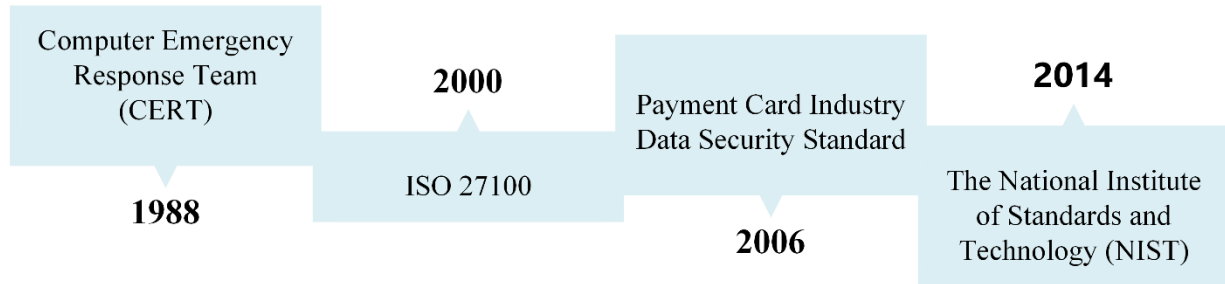 Computer Emergency
Response Team
(CERT)
1988
2000
ISO 27100
Payment Card Industry
Data Security Standard
2006
2014
The National Institute
of Standards and
Technology (NIST)